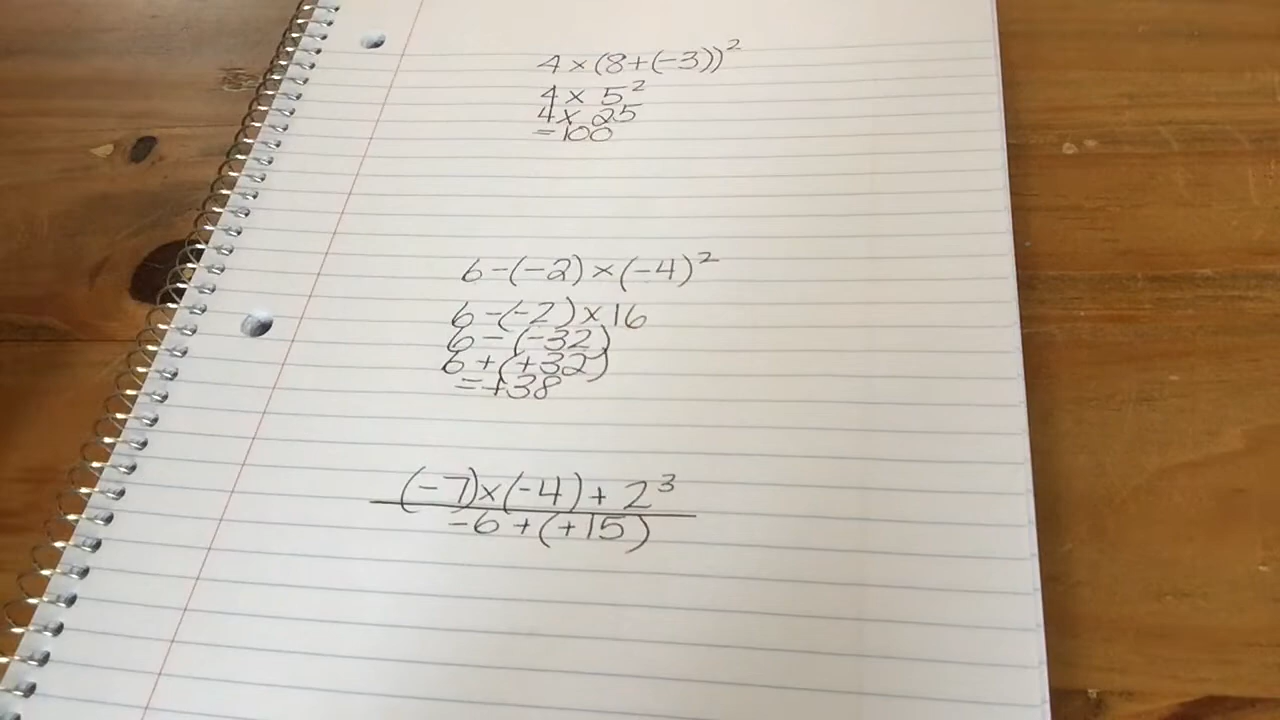 4 × (8+(-3))²
4 × 5²
4 × 25
= 100
6 - (-2) × (-4)²
6 - (-2) × 16
6 - (-32)
6 + (+32)
= +38
(-7) × (-4) + 2³
-6 + (+15)